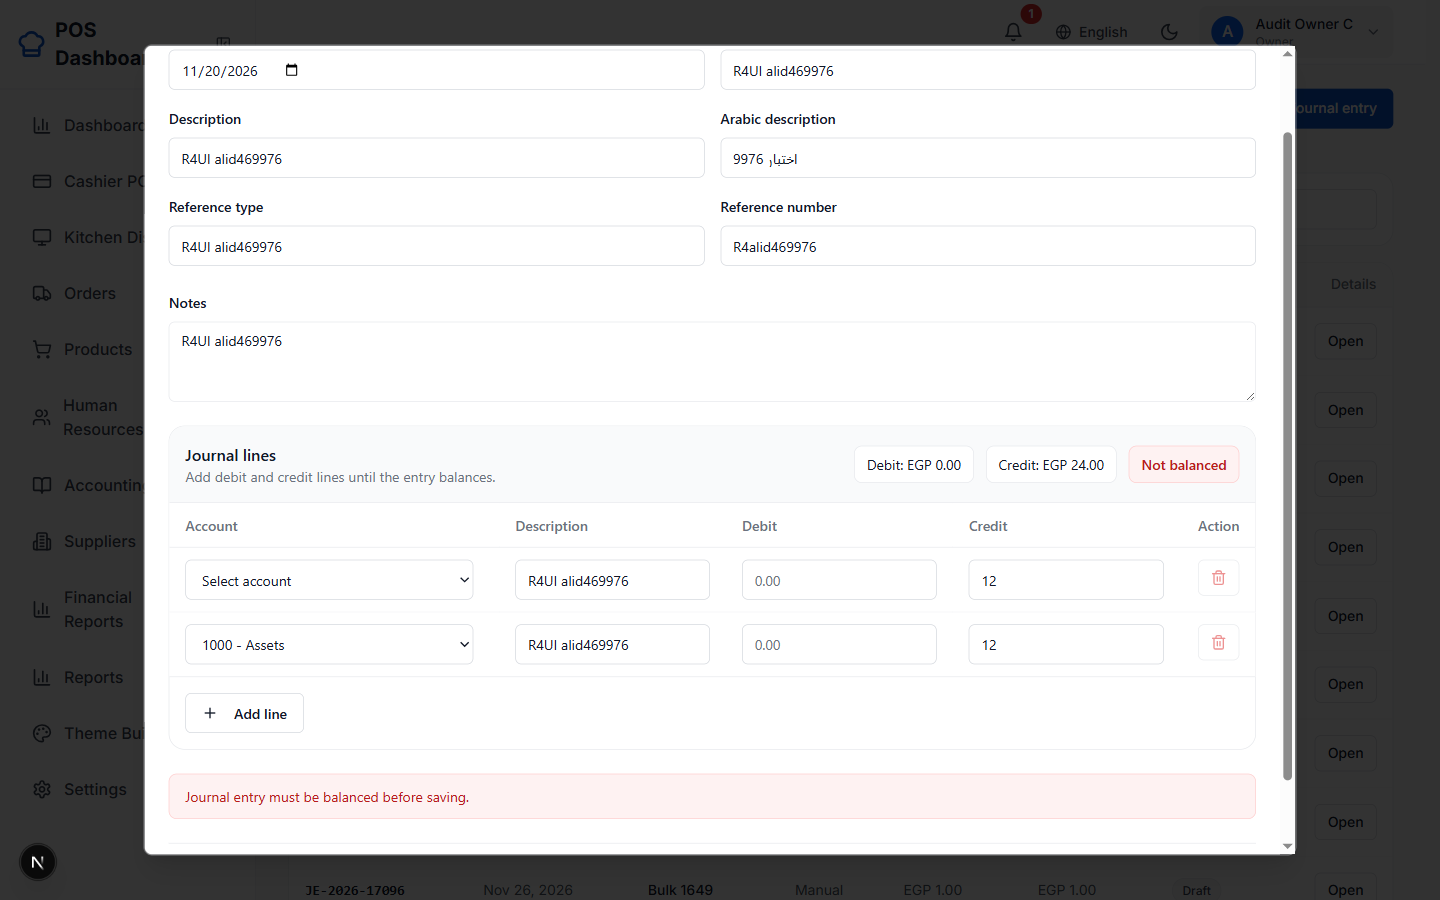 POS
Dashboa
1
English
A
Audit Owner C
Owner
ournal entry
Dashboard
Cashier PO
Kitchen Di
Orders
Products
Human
Resources
Accountin
Suppliers
Financial
Reports
Reports
Theme Bui
Settings
N
11/20/2026
R4UI alid469976
Description
Arabic description
R4UI alid469976
اختبار 9976
Reference type
Reference number
R4UI alid469976
R4alid469976
Notes
R4UI alid469976
Journal lines
Add debit and credit lines until the entry balances.
Debit: EGP 0.00
Credit: EGP 24.00
Not balanced
Account
Description
Debit
Credit
Action
Select account
R4UI alid469976
0.00
12
1000 - Assets
R4UI alid469976
0.00
12
+ Add line
Journal entry must be balanced before saving.
Details
Open
Open
Open
Open
Open
Open
Open
Open
JE-2026-17096
Nov 26, 2026
Bulk 1649
Manual
EGP 1.00
EGP 1.00
Draft
Open